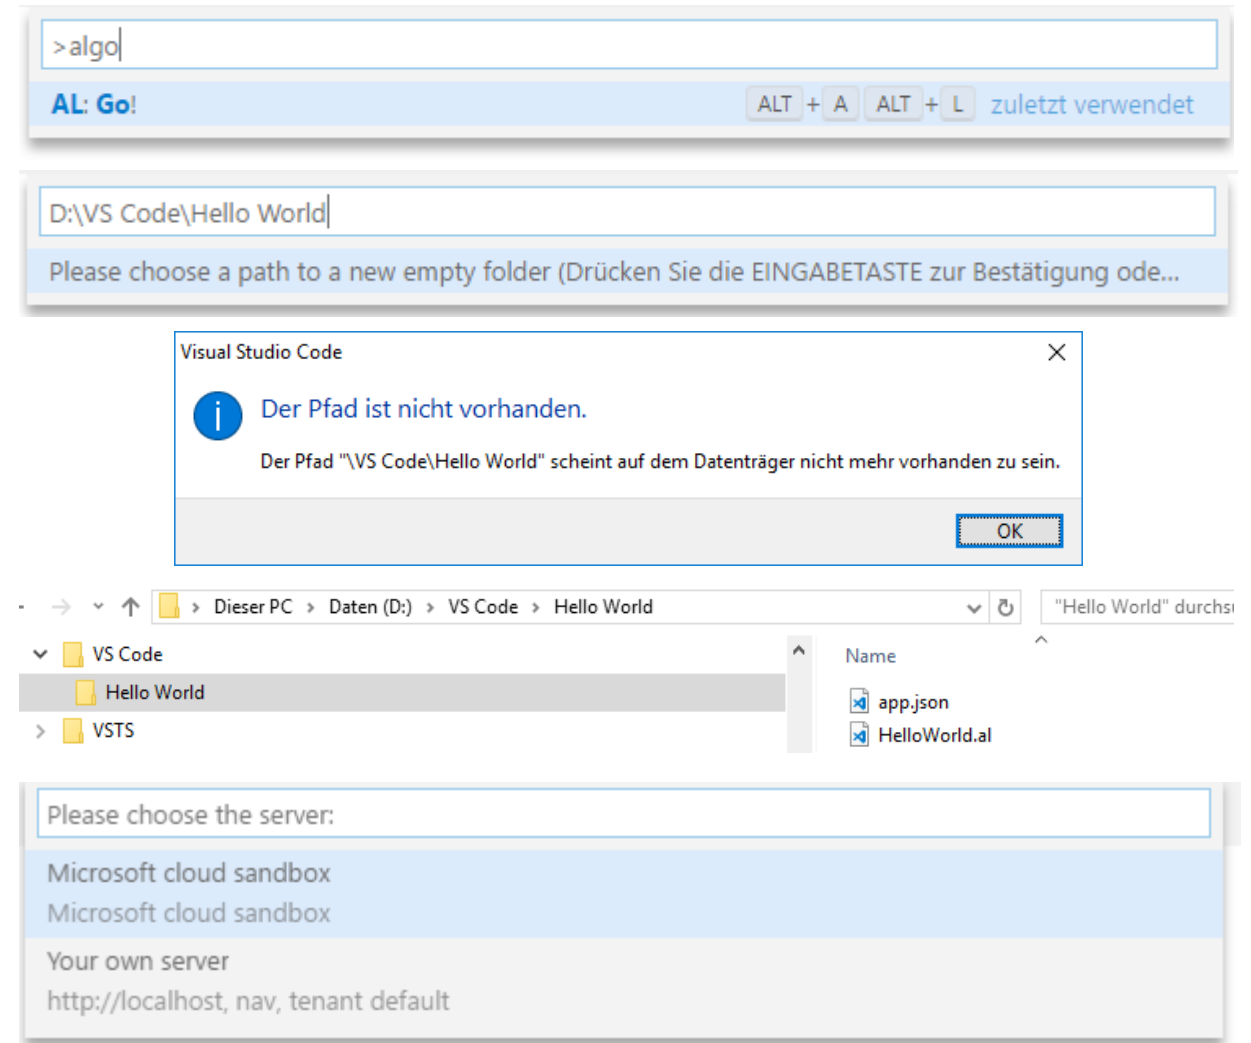 >algo
AL: Go! ALT + A ALT + L zuletzt verwendet
D:\VS Code\Hello World
Please choose a path to a new empty folder (Drücken Sie die EINGABETASTE zur Bestätigung ode...
Visual Studio Code
Der Pfad ist nicht vorhanden.
Der Pfad "\VS Code\Hello World" scheint auf dem Datenträger nicht mehr vorhanden zu sein.
OK
Dieser PC > Daten (D:) > VS Code > Hello World "Hello World" durchsu
VS Code
Hello World
VSTS
Name
app.json
HelloWorld.al
Please choose the server:
Microsoft cloud sandbox
Microsoft cloud sandbox
Your own server
http://localhost, nav, tenant default